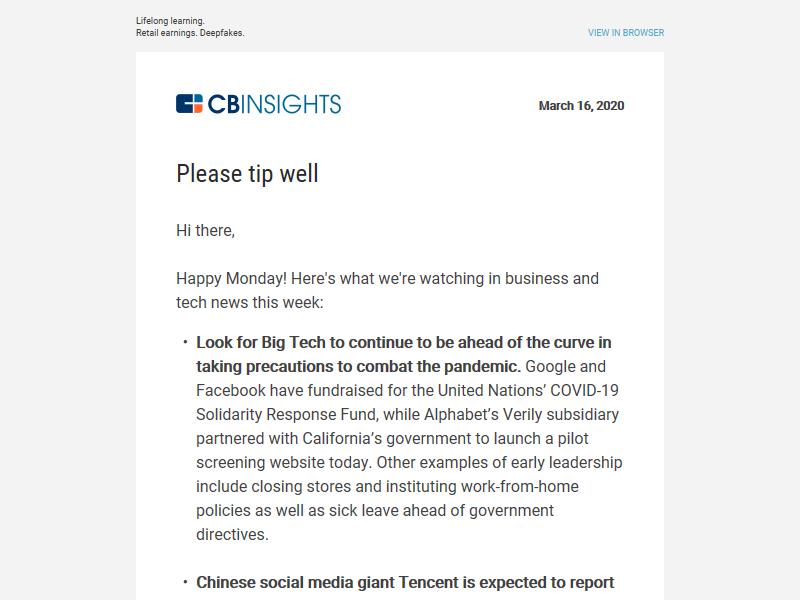 Lifelong learning.
Retail earnings. Deepfakes.
VIEW IN BROWSER
CBINSIGHTS
March 16, 2020
Please tip well
Hi there,
Happy Monday! Here's what we're watching in business and
tech news this week:
• Look for Big Tech to continue to be ahead of the curve in
taking precautions to combat the pandemic. Google and
Facebook have fundraised for the United Nations’ COVID-19
Solidarity Response Fund, while Alphabet’s Verily subsidiary
partnered with California’s government to launch a pilot
screening website today. Other examples of early leadership
include closing stores and instituting work-from-home
policies as well as sick leave ahead of government
directives.
• Chinese social media giant Tencent is expected to report